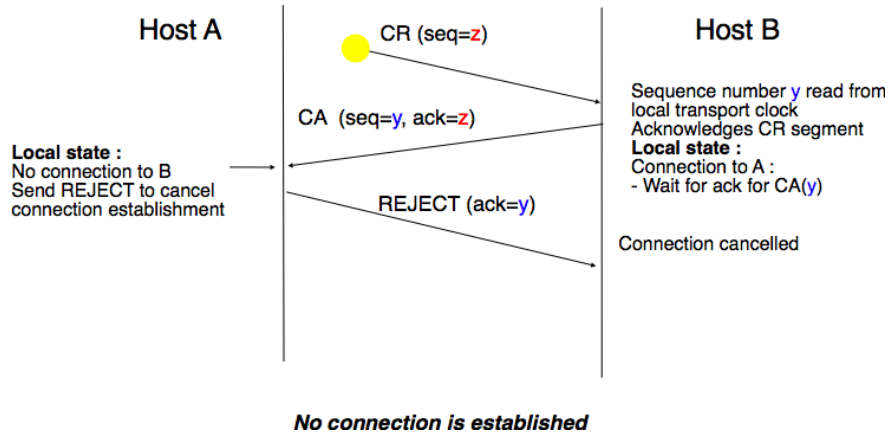 Host A
CR (seq=z)
Host B
Sequence number y read from
local transport clock
Acknowledges CR segment
Local state :
Connection to A :
- Wait for ack for CA(y)
CA (seq=y, ack=z)
Local state :
No connection to B
Send REJECT to cancel
connection establishment
REJECT (ack=y)
Connection cancelled
No connection is established